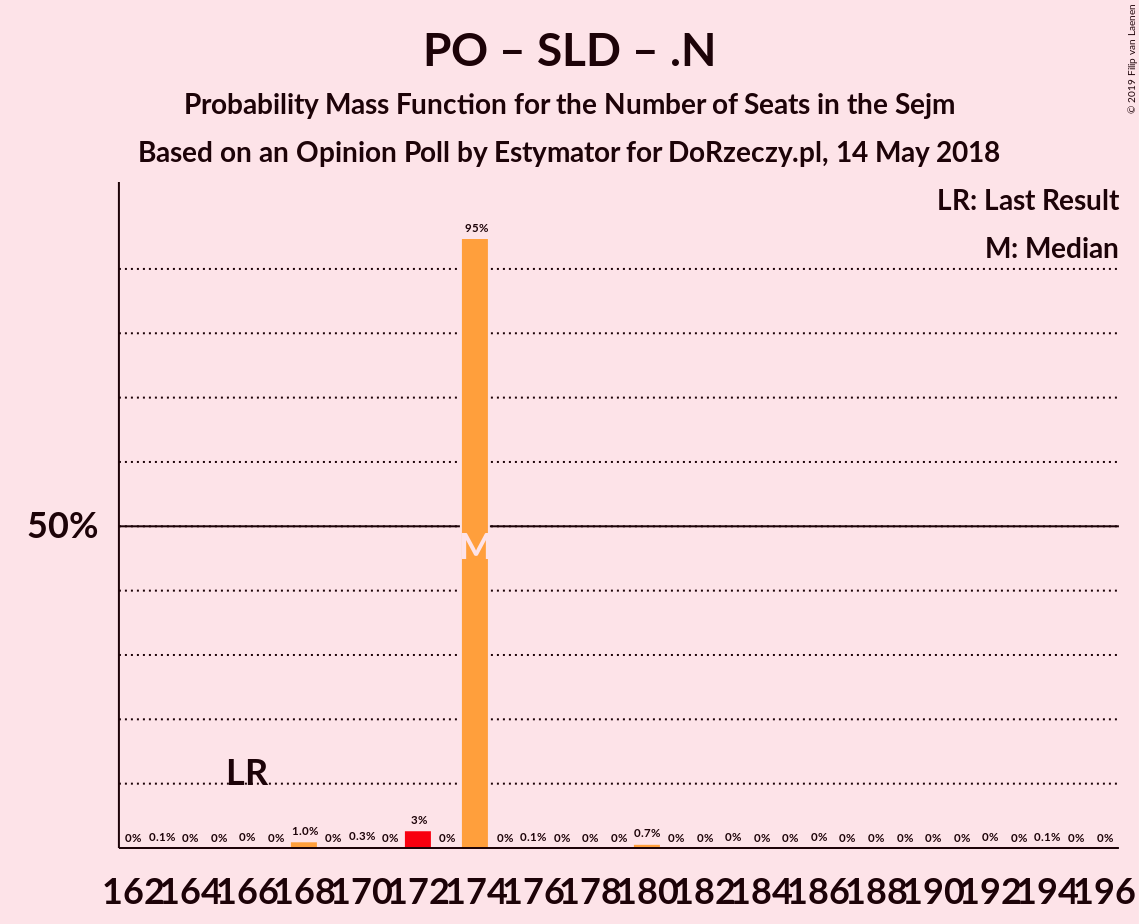 PO – SLD – .N
Probability Mass Function for the Number of Seats in the Sejm
Based on an Opinion Poll by Estymator for DoRzeczy.pl, 14 May 2018
© 2019 Filip van Laenen
LR: Last Result
M: Median
95%
50%
M
LR
0% 0.1% 0% 0% 0% 0% 1.0% 0% 0.3% 0% 3% 0% 0% 0.1% 0% 0% 0% 0.7% 0% 0% 0% 0% 0% 0% 0% 0% 0% 0% 0% 0% 0% 0.1% 0% 0%
162 164 166 168 170 172 174 176 178 180 182 184 186 188 190 192 194 196